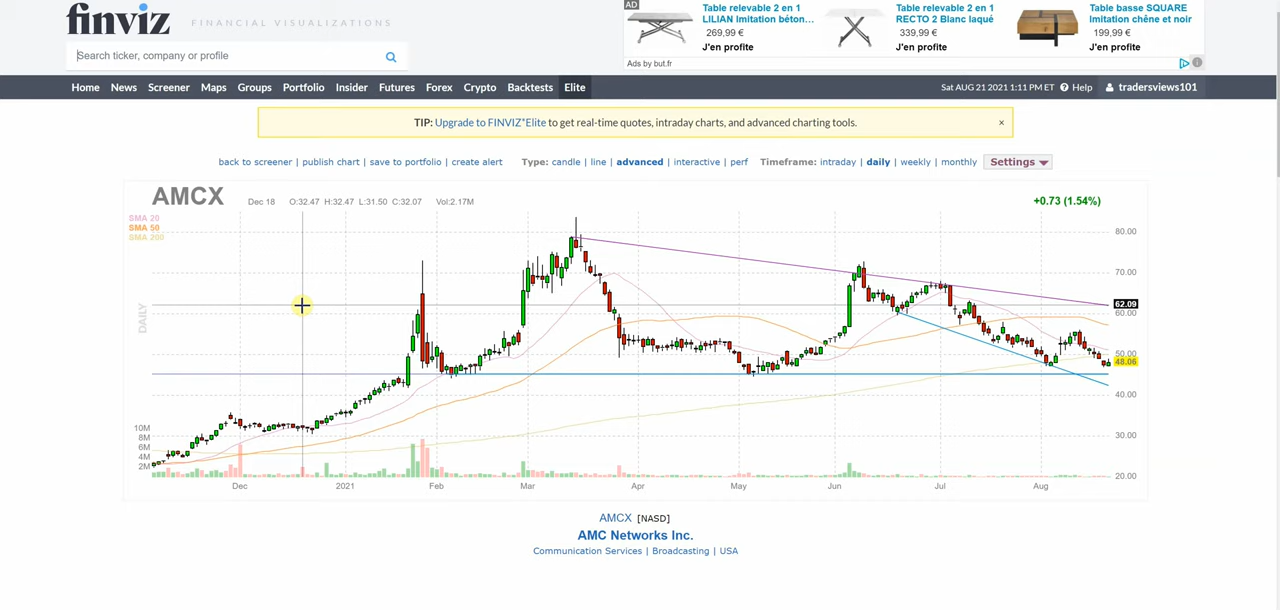 finviz FINANCIAL VISUALIZATIONS
Search ticker, company or profile
AD
Table relevable 2 en 1
LILIAN Imitation béton...
269,99 €
J'en profite
Table relevable 2 en 1
RECTO 2 Blanc laqué
339,99 €
J'en profite
Table basse SQUARE
Imitation chêne et noir
199,99 €
J'en profite
Ads by but.fr
Home News Screener Maps Groups Portfolio Insider Futures Forex Crypto Backtests Elite
Sat AUG 21 2021 1:11 PM ET Help tradersviews101
TIP: Upgrade to FINVIZ*Elite to get real-time quotes, intraday charts, and advanced charting tools. ×
back to screener | publish chart | save to portfolio | create alert Type: candle | line | advanced | interactive | perf Timeframe: intraday | daily | weekly | monthly Settings
AMCX Dec 18 O:32.47 H:32.47 L:31.50 C:32.07 Vol:2.17M +0.73 (1.54%)
SMA 20
SMA 50
SMA 200
DAILY
80.00
70.00
62.09
60.00
50.00
48.06
40.00
30.00
20.00
10M
8M
6M
4M
2M
Dec 2021 Feb Mar Apr May Jun Jul Aug
AMCX [NASD]
AMC Networks Inc.
Communication Services | Broadcasting | USA